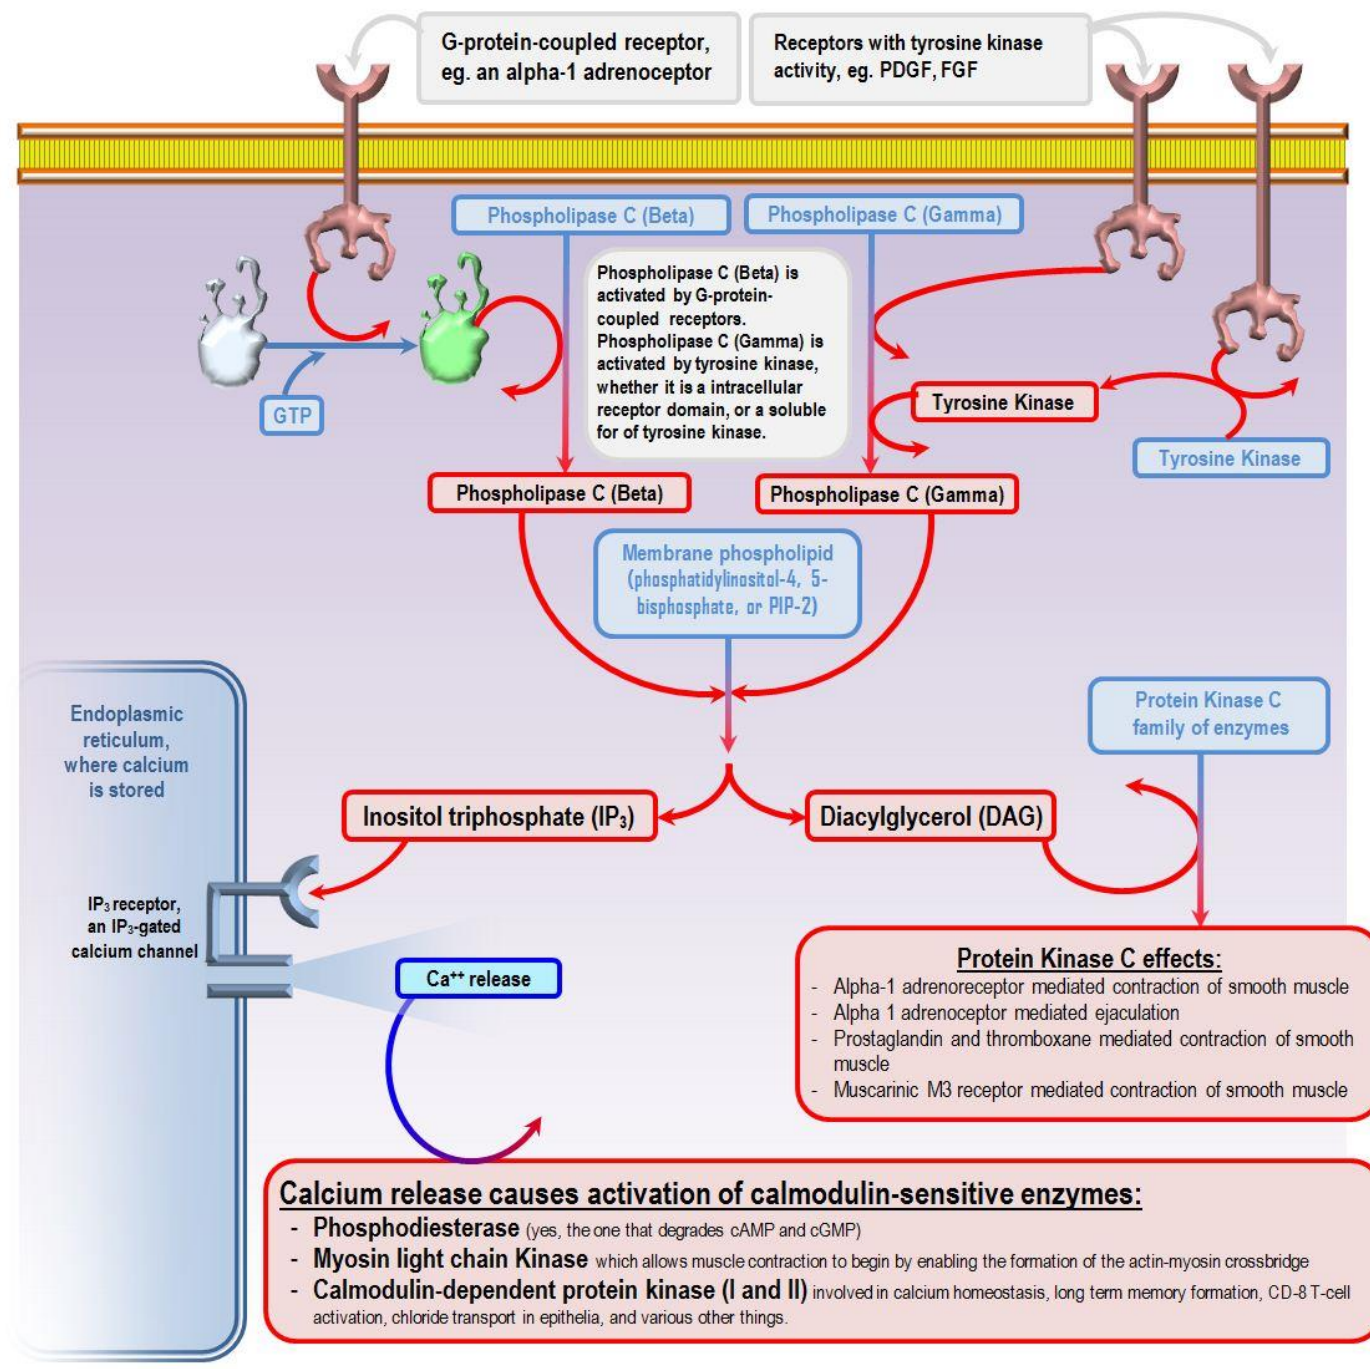 G-protein-coupled receptor,
eg. an alpha-1 adrenoceptor
Receptors with tyrosine kinase
activity, eg. PDGF, FGF
Phospholipase C (Beta)
Phospholipase C (Gamma)
Phospholipase C (Beta) is
activated by G-protein-
coupled receptors.
Phospholipase C (Gamma) is
activated by tyrosine kinase,
whether it is a intracellular
receptor domain, or a soluble
for of tyrosine kinase.
GTP
Tyrosine Kinase
Tyrosine Kinase
Phospholipase C (Beta)
Phospholipase C (Gamma)
Membrane phospholipid
(phosphatidylinositol-4, 5-
bisphosphate, or PIP-2)
Endoplasmic
reticulum,
where calcium
is stored
Protein Kinase C
family of enzymes
Inositol triphosphate (IP₃)
Diacylglycerol (DAG)
IP₃ receptor,
an IP₃-gated
calcium channel
Ca⁺⁺ release
Protein Kinase C effects:
- Alpha-1 adrenoreceptor mediated contraction of smooth muscle
- Alpha 1 adrenoceptor mediated ejaculation
- Prostaglandin and thromboxane mediated contraction of smooth
muscle
- Muscarinic M3 receptor mediated contraction of smooth muscle
Calcium release causes activation of calmodulin-sensitive enzymes:
- Phosphodiesterase (yes, the one that degrades cAMP and cGMP)
- Myosin light chain Kinase which allows muscle contraction to begin by enabling the formation of the actin-myosin crossbridge
- Calmodulin-dependent protein kinase (I and II) involved in calcium homeostasis, long term memory formation, CD-8 T-cell
activation, chloride transport in epithelia, and various other things.